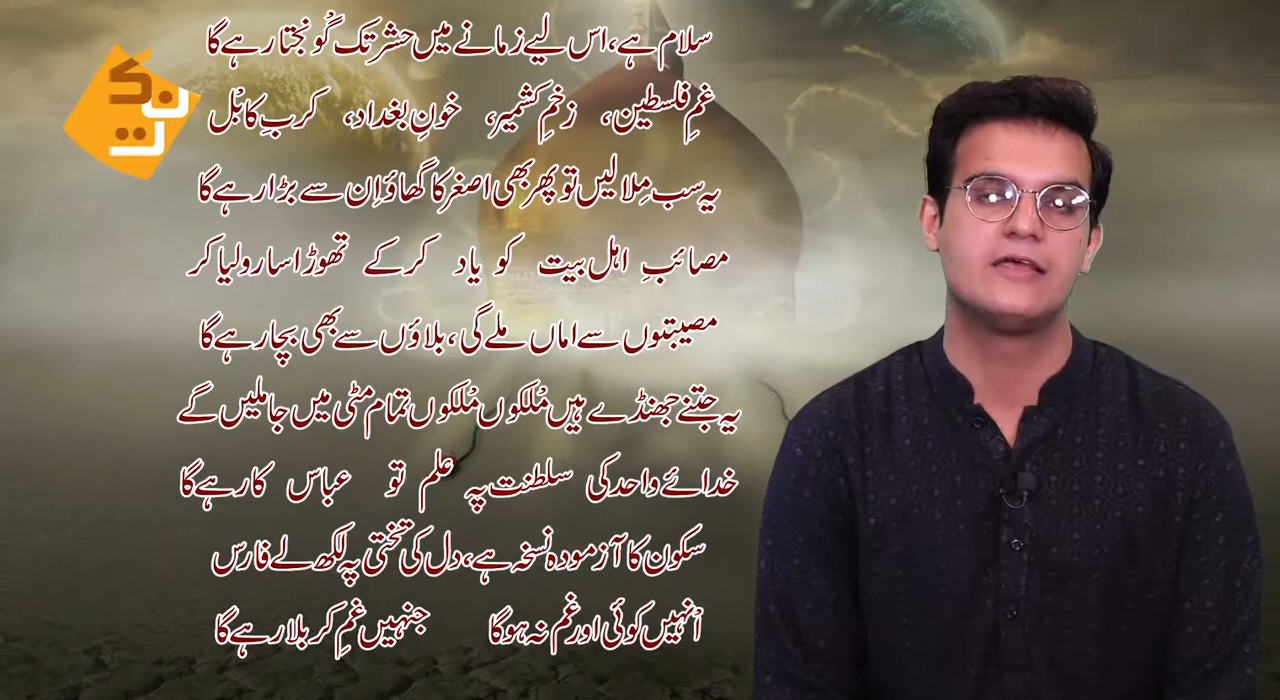 سلام ہے، اس لیے زمانے میں حشر تک گونجتا رہے گا
غمِ فلسطین، زخمِ کشمیر، خونِ بغداد، کربِ کابُل
یہ سب مِلا لیں تو پھر بھی اصغر کا گھاؤ اِن سے بڑا رہے گا
مصائبِ اہل بیت کو یاد کر کے تھوڑا سا رو لیا کر
مصیبتوں سے اماں ملے گی، بلاؤں سے بھی بچا رہے گا
یہ جتنے جھنڈے ہیں مُلکوں مُلکوں تمام مٹی میں جا ملیں گے
خدائے واحد کی سلطنت پہ علم تو عباس کا رہے گا
سکون کا آزمودہ نسخہ ہے، دل کی تختی پہ لکھ لے فارس
اُنہیں کوئی اور غم نہ ہوگا جنہیں غمِ کربلا رہے گا